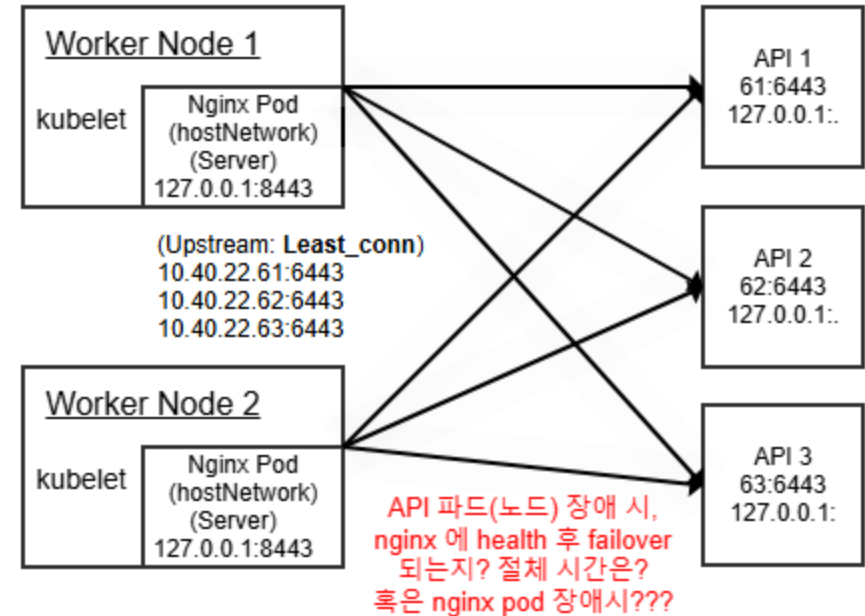 Worker Node 1
kubelet
Nginx Pod
(hostNetwork)
(Server)
127.0.0.1:8443
(Upstream: Least_conn)
10.40.22.61:6443
10.40.22.62:6443
10.40.22.63:6443
Worker Node 2
kubelet
Nginx Pod
(hostNetwork)
(Server)
127.0.0.1:8443
API 1
61:6443
127.0.0.1:.
API 2
62:6443
127.0.0.1:.
API 3
63:6443
127.0.0.1:
API 파드(노드) 장애 시,
nginx 에 health 후 failover
되는지? 절체 시간은?
혹은 nginx pod 장애시???